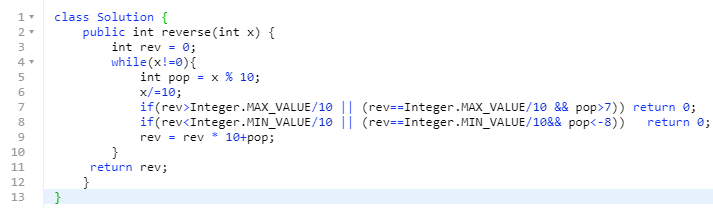 1 class Solution {
2     public int reverse(int x) {
3         int rev = 0;
4         while(x!=0){
5             int pop = x % 10;
6             x/=10;
7             if(rev>Integer.MAX_VALUE/10 || (rev==Integer.MAX_VALUE/10 && pop>7)) return 0;
8             if(rev<Integer.MIN_VALUE/10 || (rev==Integer.MIN_VALUE/10&& pop<-8))   return 0;
9             rev = rev * 10+pop;
10         }
11      return rev;
12     }
13 }